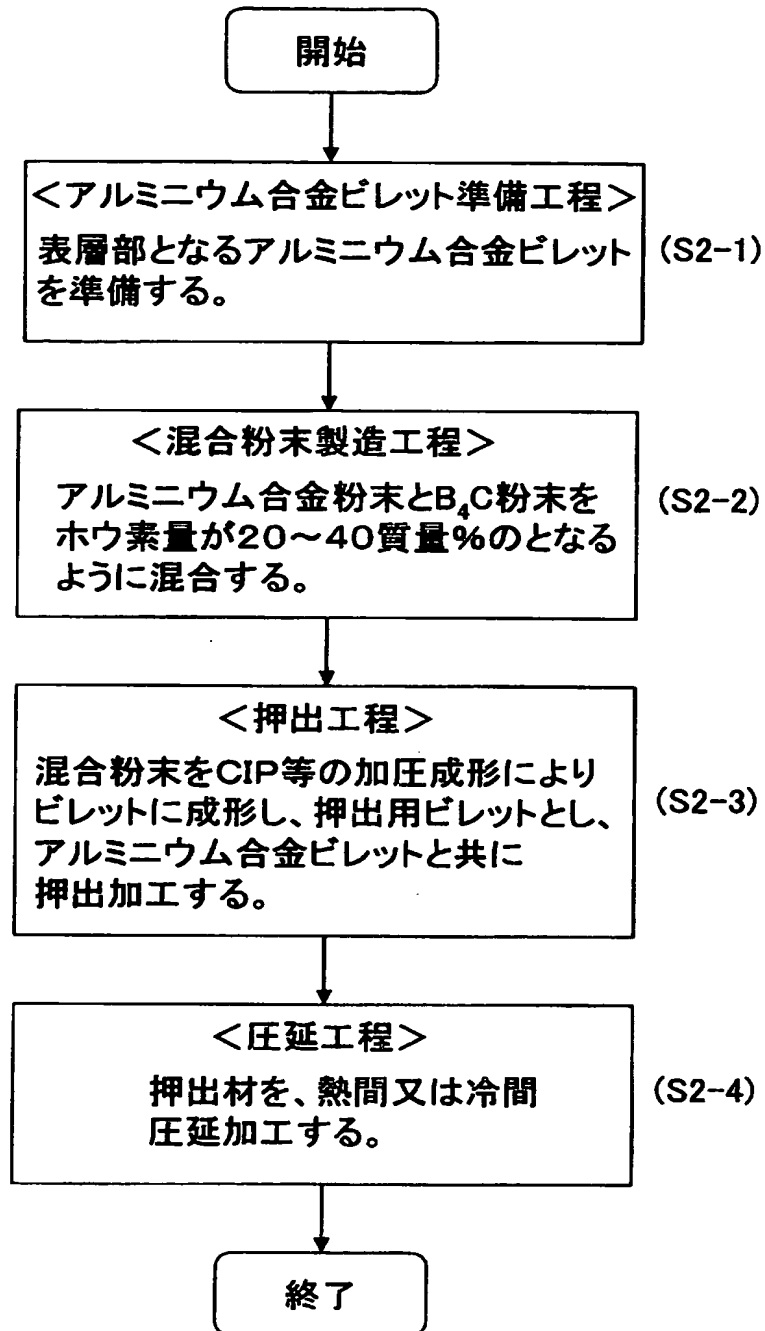 開始
<アルミニウム合金ビレット準備工程>
表層部となるアルミニウム合金ビレット
を準備する。
(S2-1)
<混合粉末製造工程>
アルミニウム合金粉末とB₄C粉末を
ホウ素量が20～40質量%のとなる
ように混合する。
(S2-2)
<押出工程>
混合粉末をCIP等の加圧成形により
ビレットに成形し、押出用ビレットとし、
アルミニウム合金ビレットと共に
押出加工する。
(S2-3)
<圧延工程>
押出材を、熱間又は冷間
圧延加工する。
(S2-4)
終了